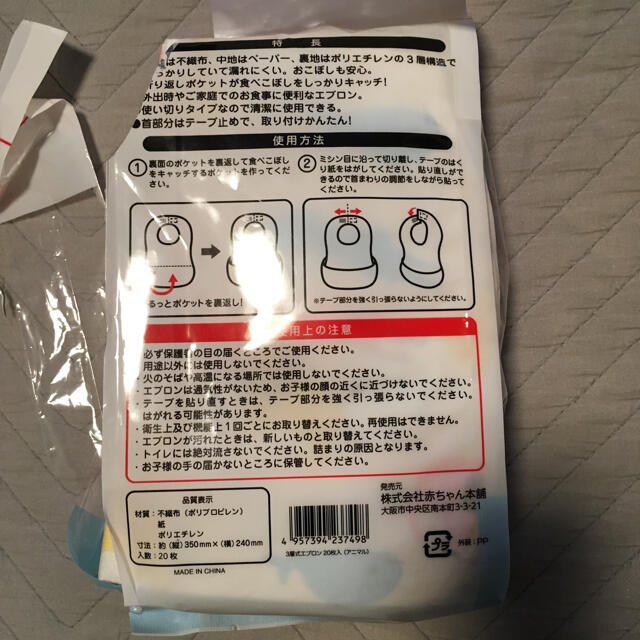 特長
は不織布、中地はペーパー、裏地はポリエチレンの3層構造で
っかりしていて漏れにくい。おこぼしも安心。
り返しポケットが食べこぼしをしっかりキャッチ!
外出時やご家庭でのお食事に便利なエプロン。
使い切りタイプなので清潔に使用できる。
●首部分はテープ止めで、取り付けかんたん!
使用方法
① 裏面のポケットを裏返して食べこぼし
をキャッチするポケットを作ってくだ
さい。
② ミシン目に沿って切り離し、テープのはく
り紙をはがしてください。貼り直しがで
きるので首まわりの調節をしながら貼って
ください。
るっとポケットを裏返し!
※テープ部分を強く引っ張らないようにしてください。
使用上の注意
必ず保護者の目の届くところでご使用ください。
用途以外には使用しないでください。
・火のそばや高温になる場所では使用しないでください。
・エプロンは通気性がないため、お子様の顔の近くに近づけないでください。
・テープを貼り直すときは、テープ部分を強く引っ張らないでください。
はがれる可能性があります。
・衛生上及び機能上1回ごとにお取り替えください。再使用はできません。
・エプロンが汚れたときは、新しいものと取り替えてください。
・トイレには絶対流さないでください。詰まりの原因となります。
・お子様の手の届かないところに保管してください。
品質表示
材質：不織布（ポリプロピレン）
紙
ポリエチレン
寸法：約（縦）350mm×（横）240mm
入数：20枚
MADE IN CHINA
4 957394 237498
3層式エプロン 20枚入（アニマル）
発売元
株式会社赤ちゃん本舗
大阪市中央区南本町3-3-21
プラ
外装：PP